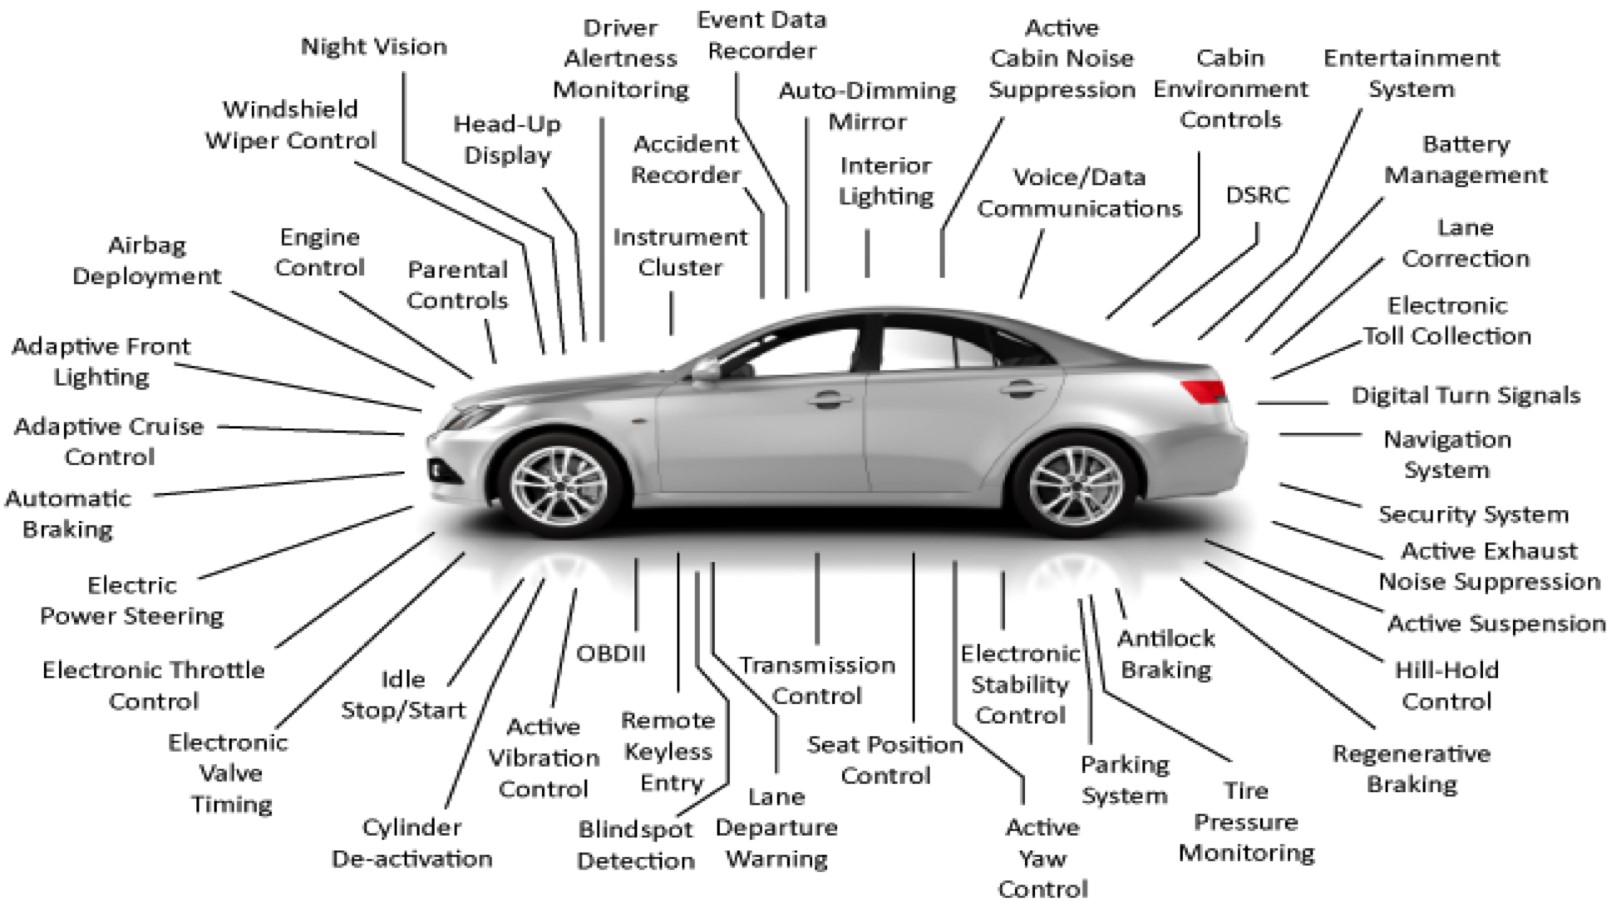 Night Vision
Driver
Alertness
Monitoring
Event Data
Recorder
Active
Cabin Noise
Suppression
Cabin
Environment
Controls
Entertainment
System
Windshield
Wiper Control
Head-Up
Display
Accident
Recorder
Auto-Dimming
Mirror
Interior
Lighting
Voice/Data
Communications
DSRC
Battery
Management
Airbag
Deployment
Engine
Control
Parental
Controls
Instrument
Cluster
Lane
Correction
Electronic
Toll Collection
Adaptive Front
Lighting
Digital Turn Signals
Adaptive Cruise
Control
Navigation
System
Automatic
Braking
Security System
Active Exhaust
Noise Suppression
Electric
Power Steering
Active Suspension
Electronic Throttle
Control
Idle
Stop/Start
OBDII
Transmission
Control
Electronic
Stability
Control
Antilock
Braking
Hill-Hold
Control
Electronic
Valve
Timing
Active
Vibration
Control
Remote
Keyless
Entry
Seat Position
Control
Parking
System
Regenerative
Braking
Cylinder
De-activation
Blindspot
Detection
Lane
Departure
Warning
Active
Yaw
Control
Tire
Pressure
Monitoring